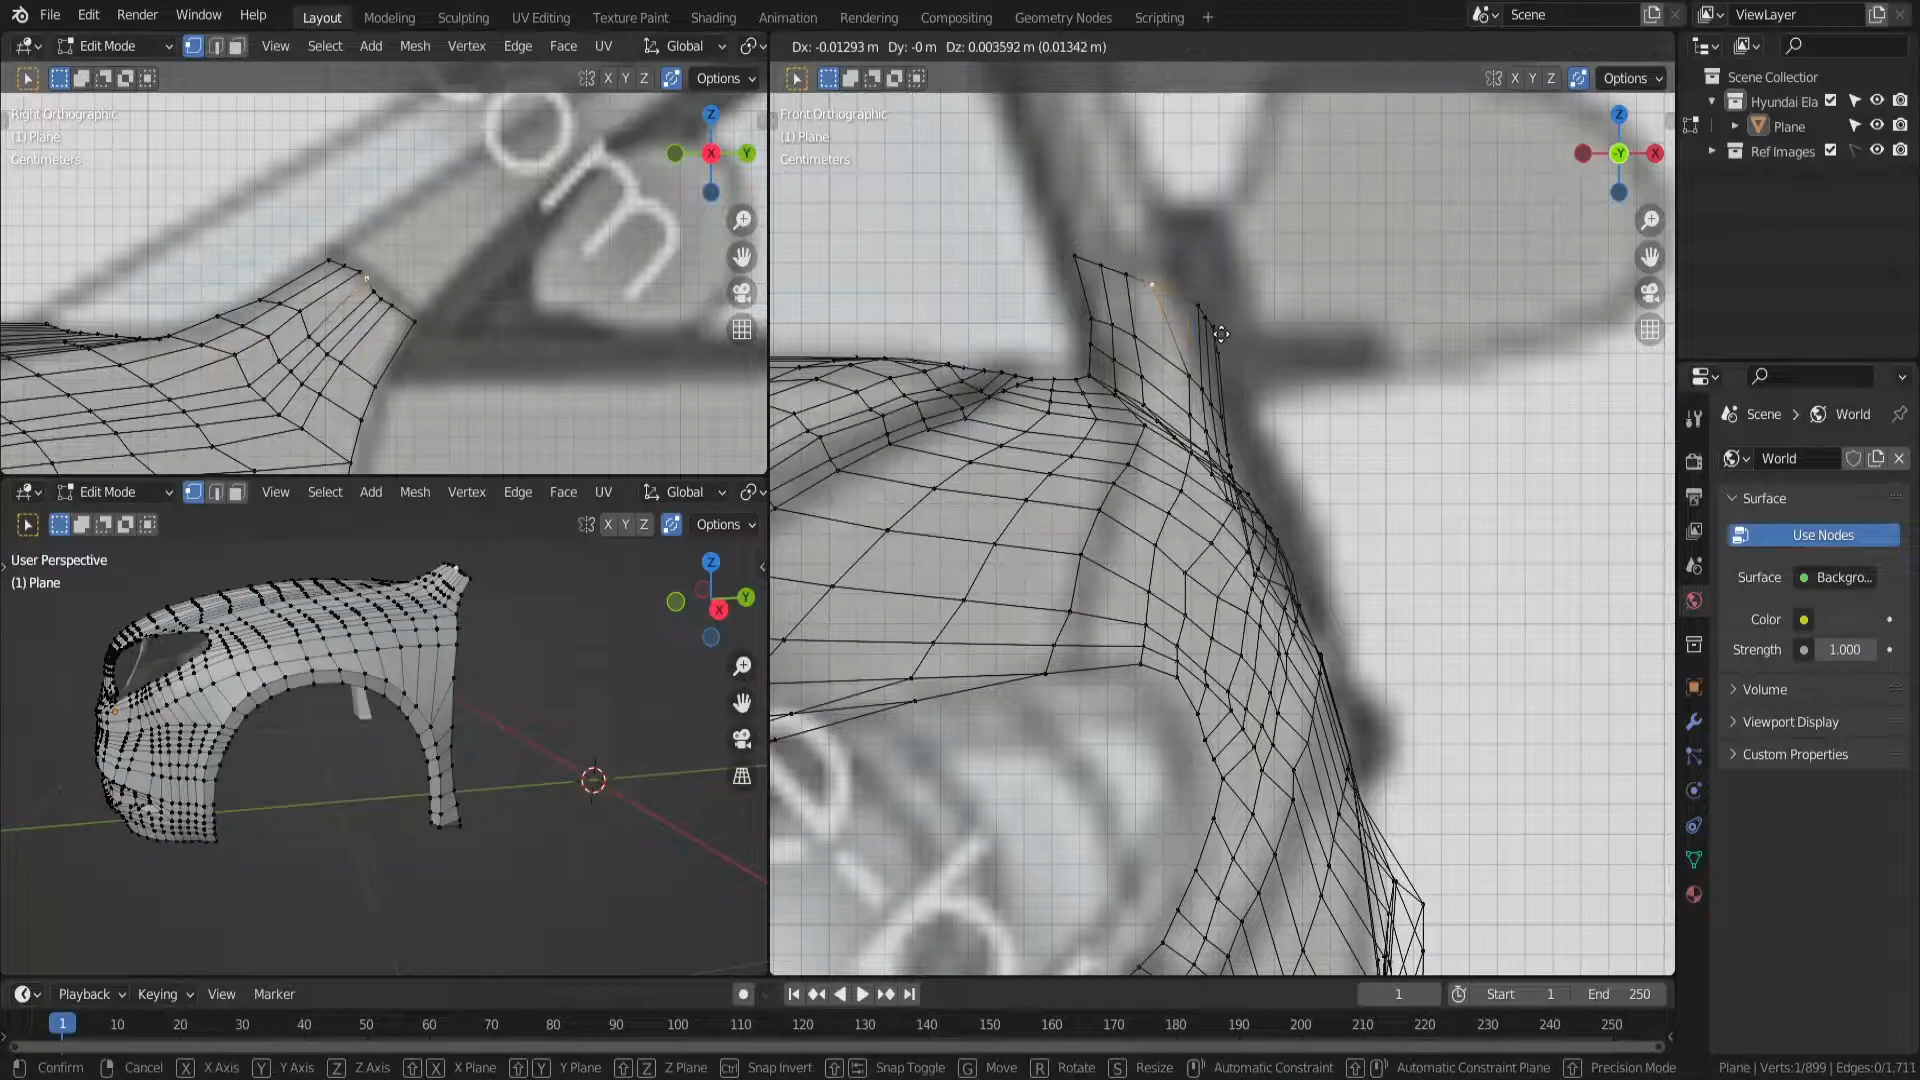 File Edit Render Window Help Layout Modeling Sculpting UV Editing Texture Paint Shading Animation Rendering Compositing Geometry Nodes Scripting + Scene ViewLayer
Edit Mode View Select Add Mesh Vertex Edge Face UV Global Dx: -0.01293 m Dy: -0 m Dz: 0.003592 m (0.01342 m)
X Y Z Options X Y Z Options
Right Orthographic
(1) Plane
Centimeters
Z
X Y
om
Front Orthographic
(1) Plane
Centimeters
Z
-Y X
Scene Collection
Hyundai Ela
Plane
Ref Images
Scene > World
World
Surface
Use Nodes
Surface Backgro...
Color
Strength 1.000
Volume
Viewport Display
Custom Properties
Edit Mode View Select Add Mesh Vertex Edge Face UV Global
X Y Z Options
User Perspective
(1) Plane
Z
Y
X
Playback Keying View Marker 1 Start 1 End 250
1 10 20 30 40 50 60 70 80 90 100 110 120 130 140 150 160 170 180 190 200 210 220 230 240 250
Confirm Cancel X X Axis Y Y Axis Z Z Axis X X Plane Y Y Plane Z Z Plane Ctrl Snap Invert Snap Toggle G Move R Rotate S Resize Automatic Constraint Automatic Constraint Plane Precision Mode Plane | Verts:1/899 | Edges:0/1,711